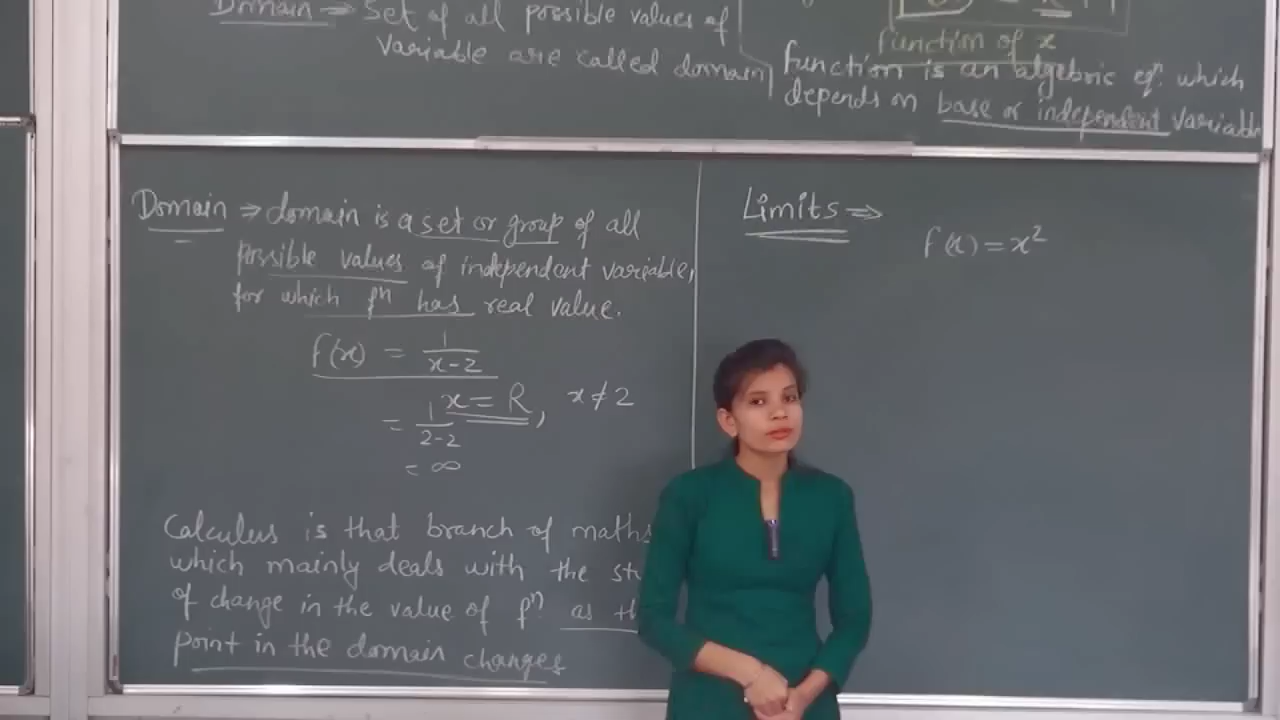 Domain ⇒ Set of all possible values of
variable are called domain
function of x
function is an algebric eqⁿ. which
depends on base or independent variable
Domain ⇒ domain is a set or group of all
possible values of independent variable,
for which fⁿ has real value.
f(x) = 1/(x-2)
x = R, x ≠ 2
= 1/(2-2)
= ∞
Calculus is that branch of maths
which mainly deals with the
of change in the value of fⁿ. as
point in the domain changes
Limits ⇒
f(x) = x²